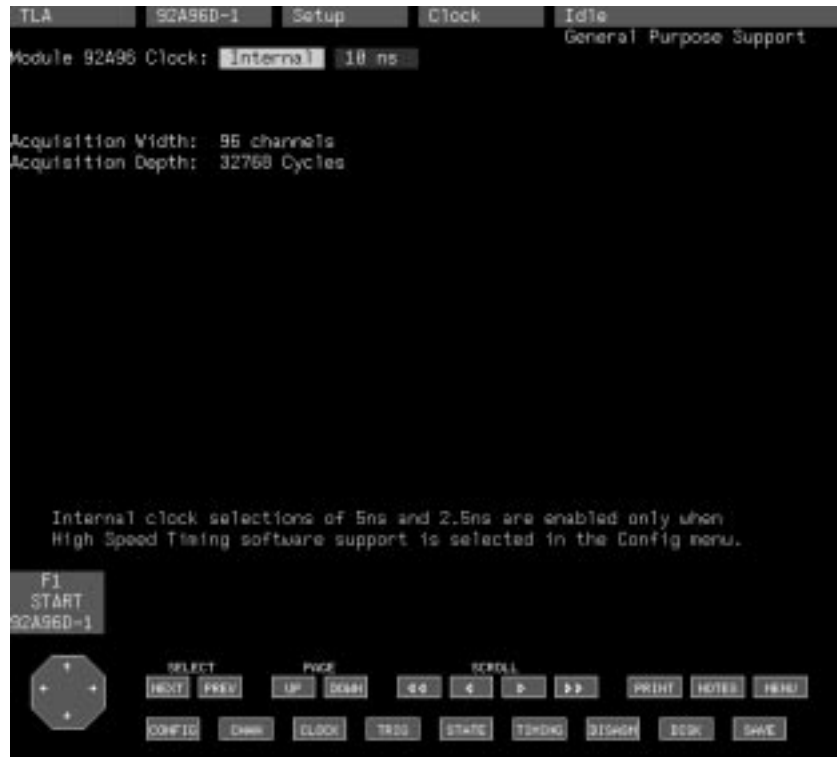 TLA 92A96D-1 Setup Clock Idle
General Purpose Support
Module 92A96 Clock: Internal 10 ns
Acquisition Width: 96 channels
Acquisition Depth: 32768 Cycles
Internal clock selections of 5ns and 2.5ns are enabled only when
High Speed Timing software support is selected in the Config menu.
F1
START
92A96D-1
SELECT PAGE SCROLL
NEXT PREV UP DOWN PRINT NOTES MENU
CONFIG CHAN CLOCK TRIG STATE TIMING DISASM DISK SAVE